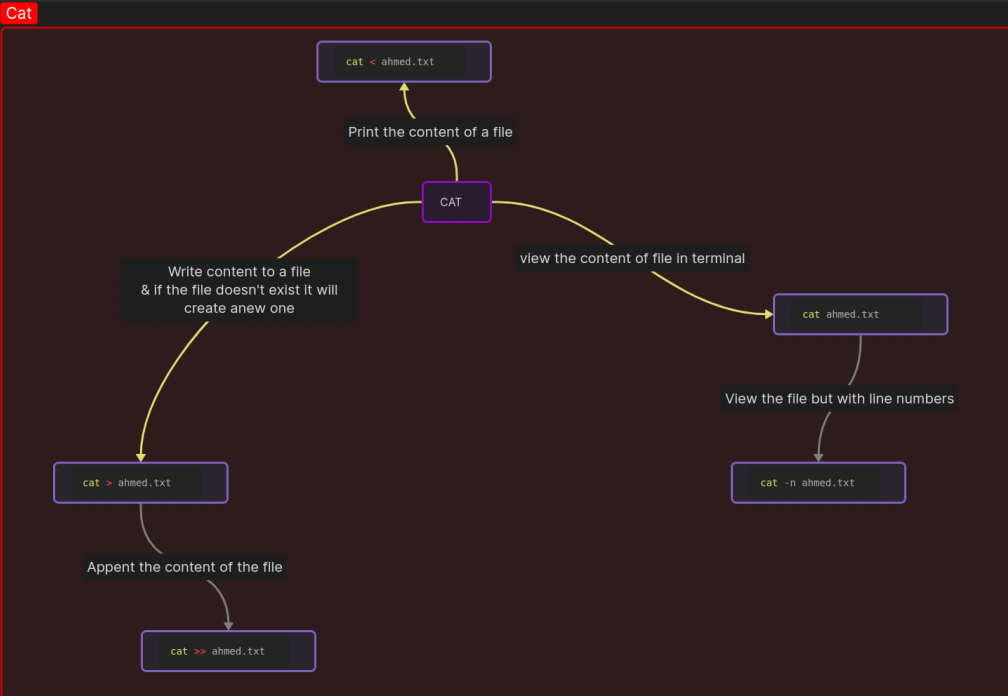 Cat
cat < ahmed.txt
Print the content of a file
CAT
view the content of file in terminal
Write content to a file
& if the file doesn't exist it will
create anew one
cat ahmed.txt
View the file but with line numbers
cat > ahmed.txt
cat -n ahmed.txt
Appent the content of the file
cat >> ahmed.txt